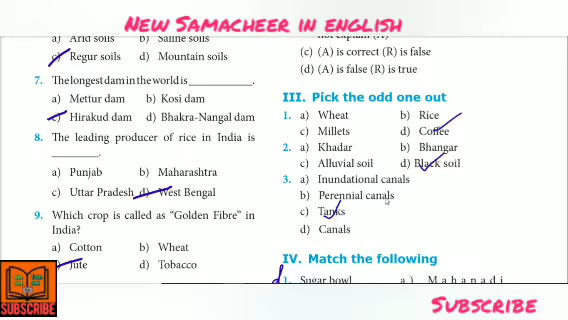 New Samacheer in english
a) Arid soils b) Saline soils
c) Regur soils d) Mountain soils
7. The longest dam in the world is ____________.
a) Mettur dam b) Kosi dam
c) Hirakud dam d) Bhakra-Nangal dam
8. The leading producer of rice in India is
________.
a) Punjab b) Maharashtra
c) Uttar Pradesh d) West Bengal
9. Which crop is called as “Golden Fibre” in
India?
a) Cotton b) Wheat
c) Jute d) Tobacco
not explain (A)
(c) (A) is correct (R) is false
(d) (A) is false (R) is true
III. Pick the odd one out
1. a) Wheat b) Rice
c) Millets d) Coffee
2. a) Khadar b) Bhangar
c) Alluvial soil d) Black soil
3. a) Inundational canals
b) Perennial canals
c) Tanks
d) Canals
IV. Match the following
d
1. Sugar bowl a) Mahanadi
SUBSCRIBE
Subscribe